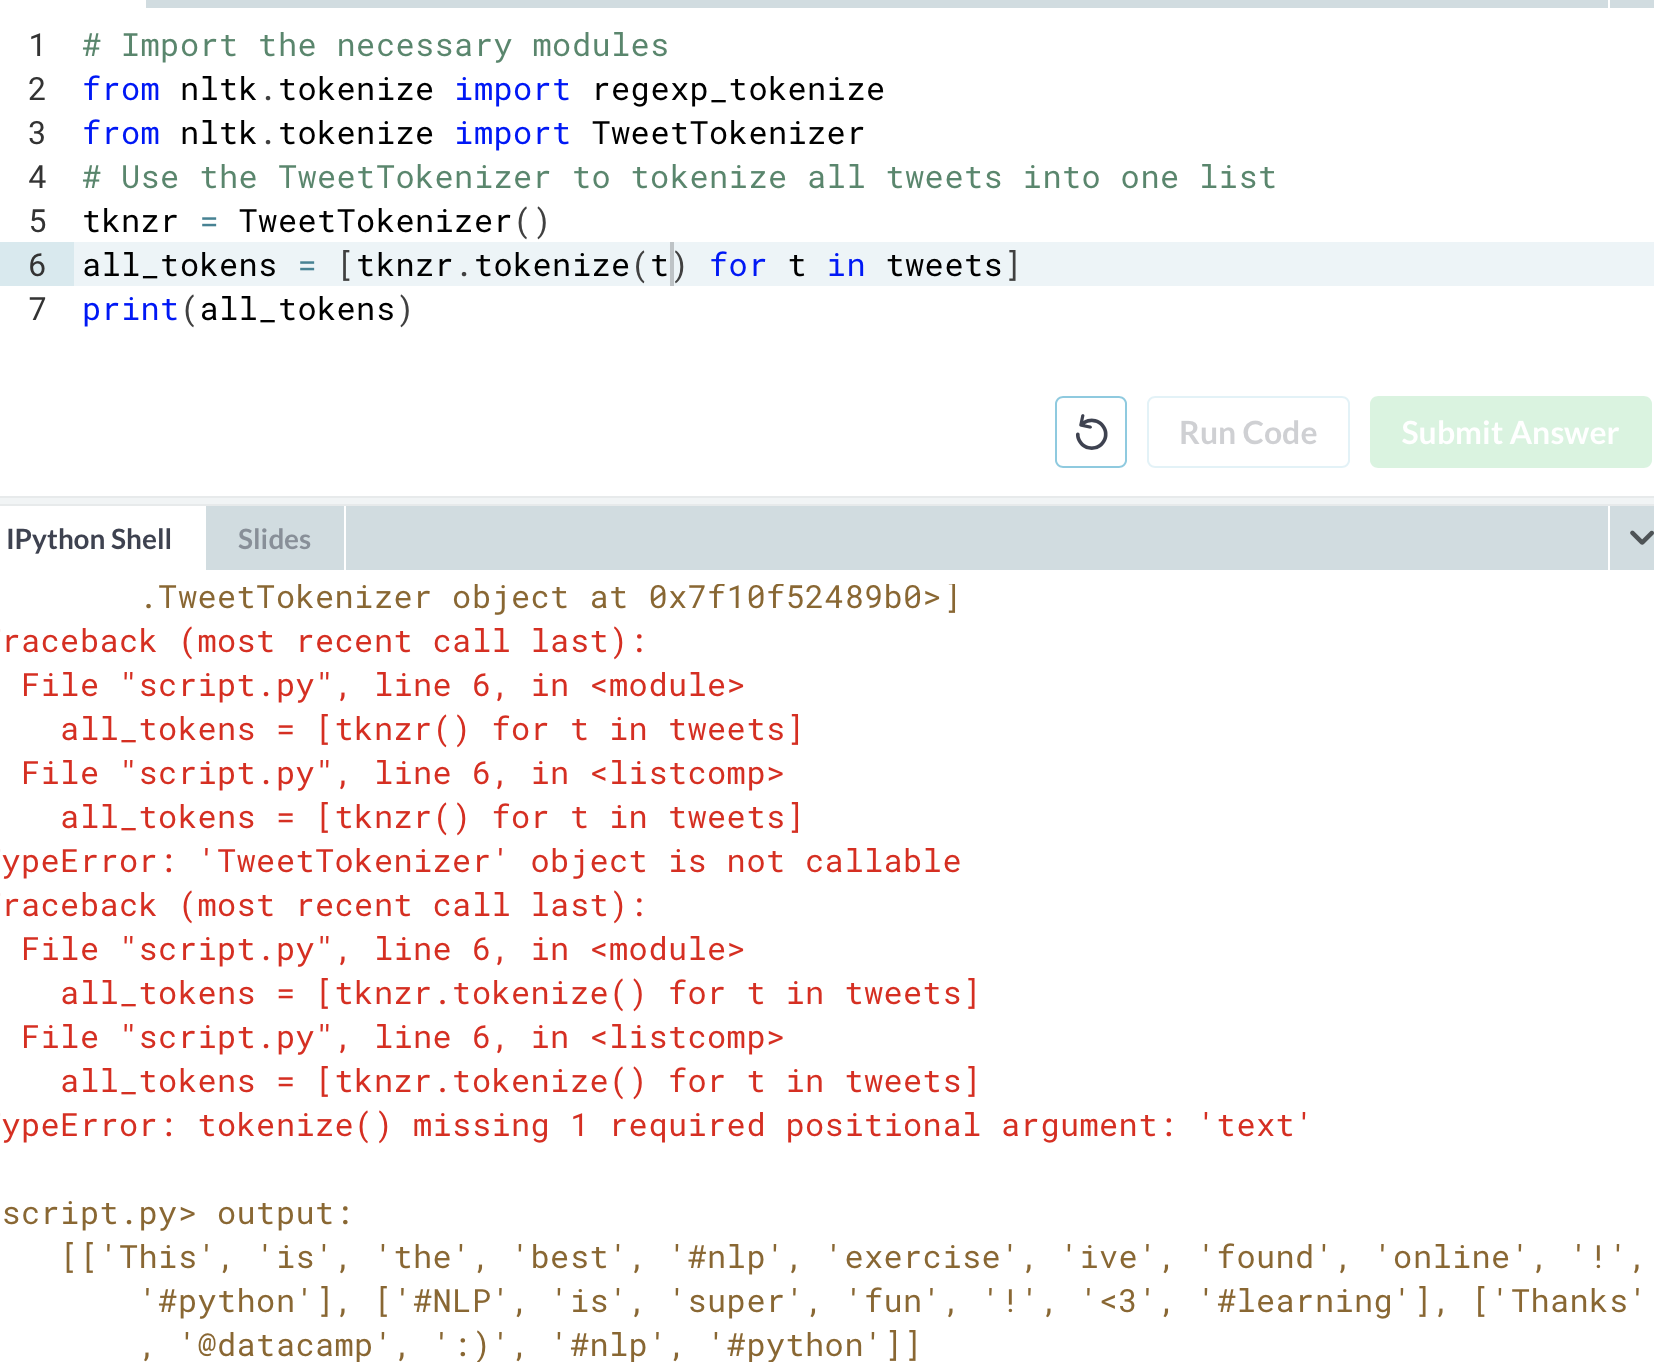 1 # Import the necessary modules
2 from nltk.tokenize import regexp_tokenize
3 from nltk.tokenize import TweetTokenizer
4 # Use the TweetTokenizer to tokenize all tweets into one list
5 tknzr = TweetTokenizer()
6 all_tokens = [tknzr.tokenize(t) for t in tweets]
7 print(all_tokens)
Run Code
Submit Answer
IPython Shell
Slides
.TweetTokenizer object at 0x7f10f52489b0>]
raceback (most recent call last):
File "script.py", line 6, in <module>
all_tokens = [tknzr() for t in tweets]
File "script.py", line 6, in <listcomp>
all_tokens = [tknzr() for t in tweets]
ypeError: 'TweetTokenizer' object is not callable
raceback (most recent call last):
File "script.py", line 6, in <module>
all_tokens = [tknzr.tokenize() for t in tweets]
File "script.py", line 6, in <listcomp>
all_tokens = [tknzr.tokenize() for t in tweets]
ypeError: tokenize() missing 1 required positional argument: 'text'
script.py> output:
[['This', 'is', 'the', 'best', '#nlp', 'exercise', 'ive', 'found', 'online', '!',
'#python'], ['#NLP', 'is', 'super', 'fun', '!', '<3', '#learning'], ['Thanks'
, '@datacamp', ':)', '#nlp', '#python']]